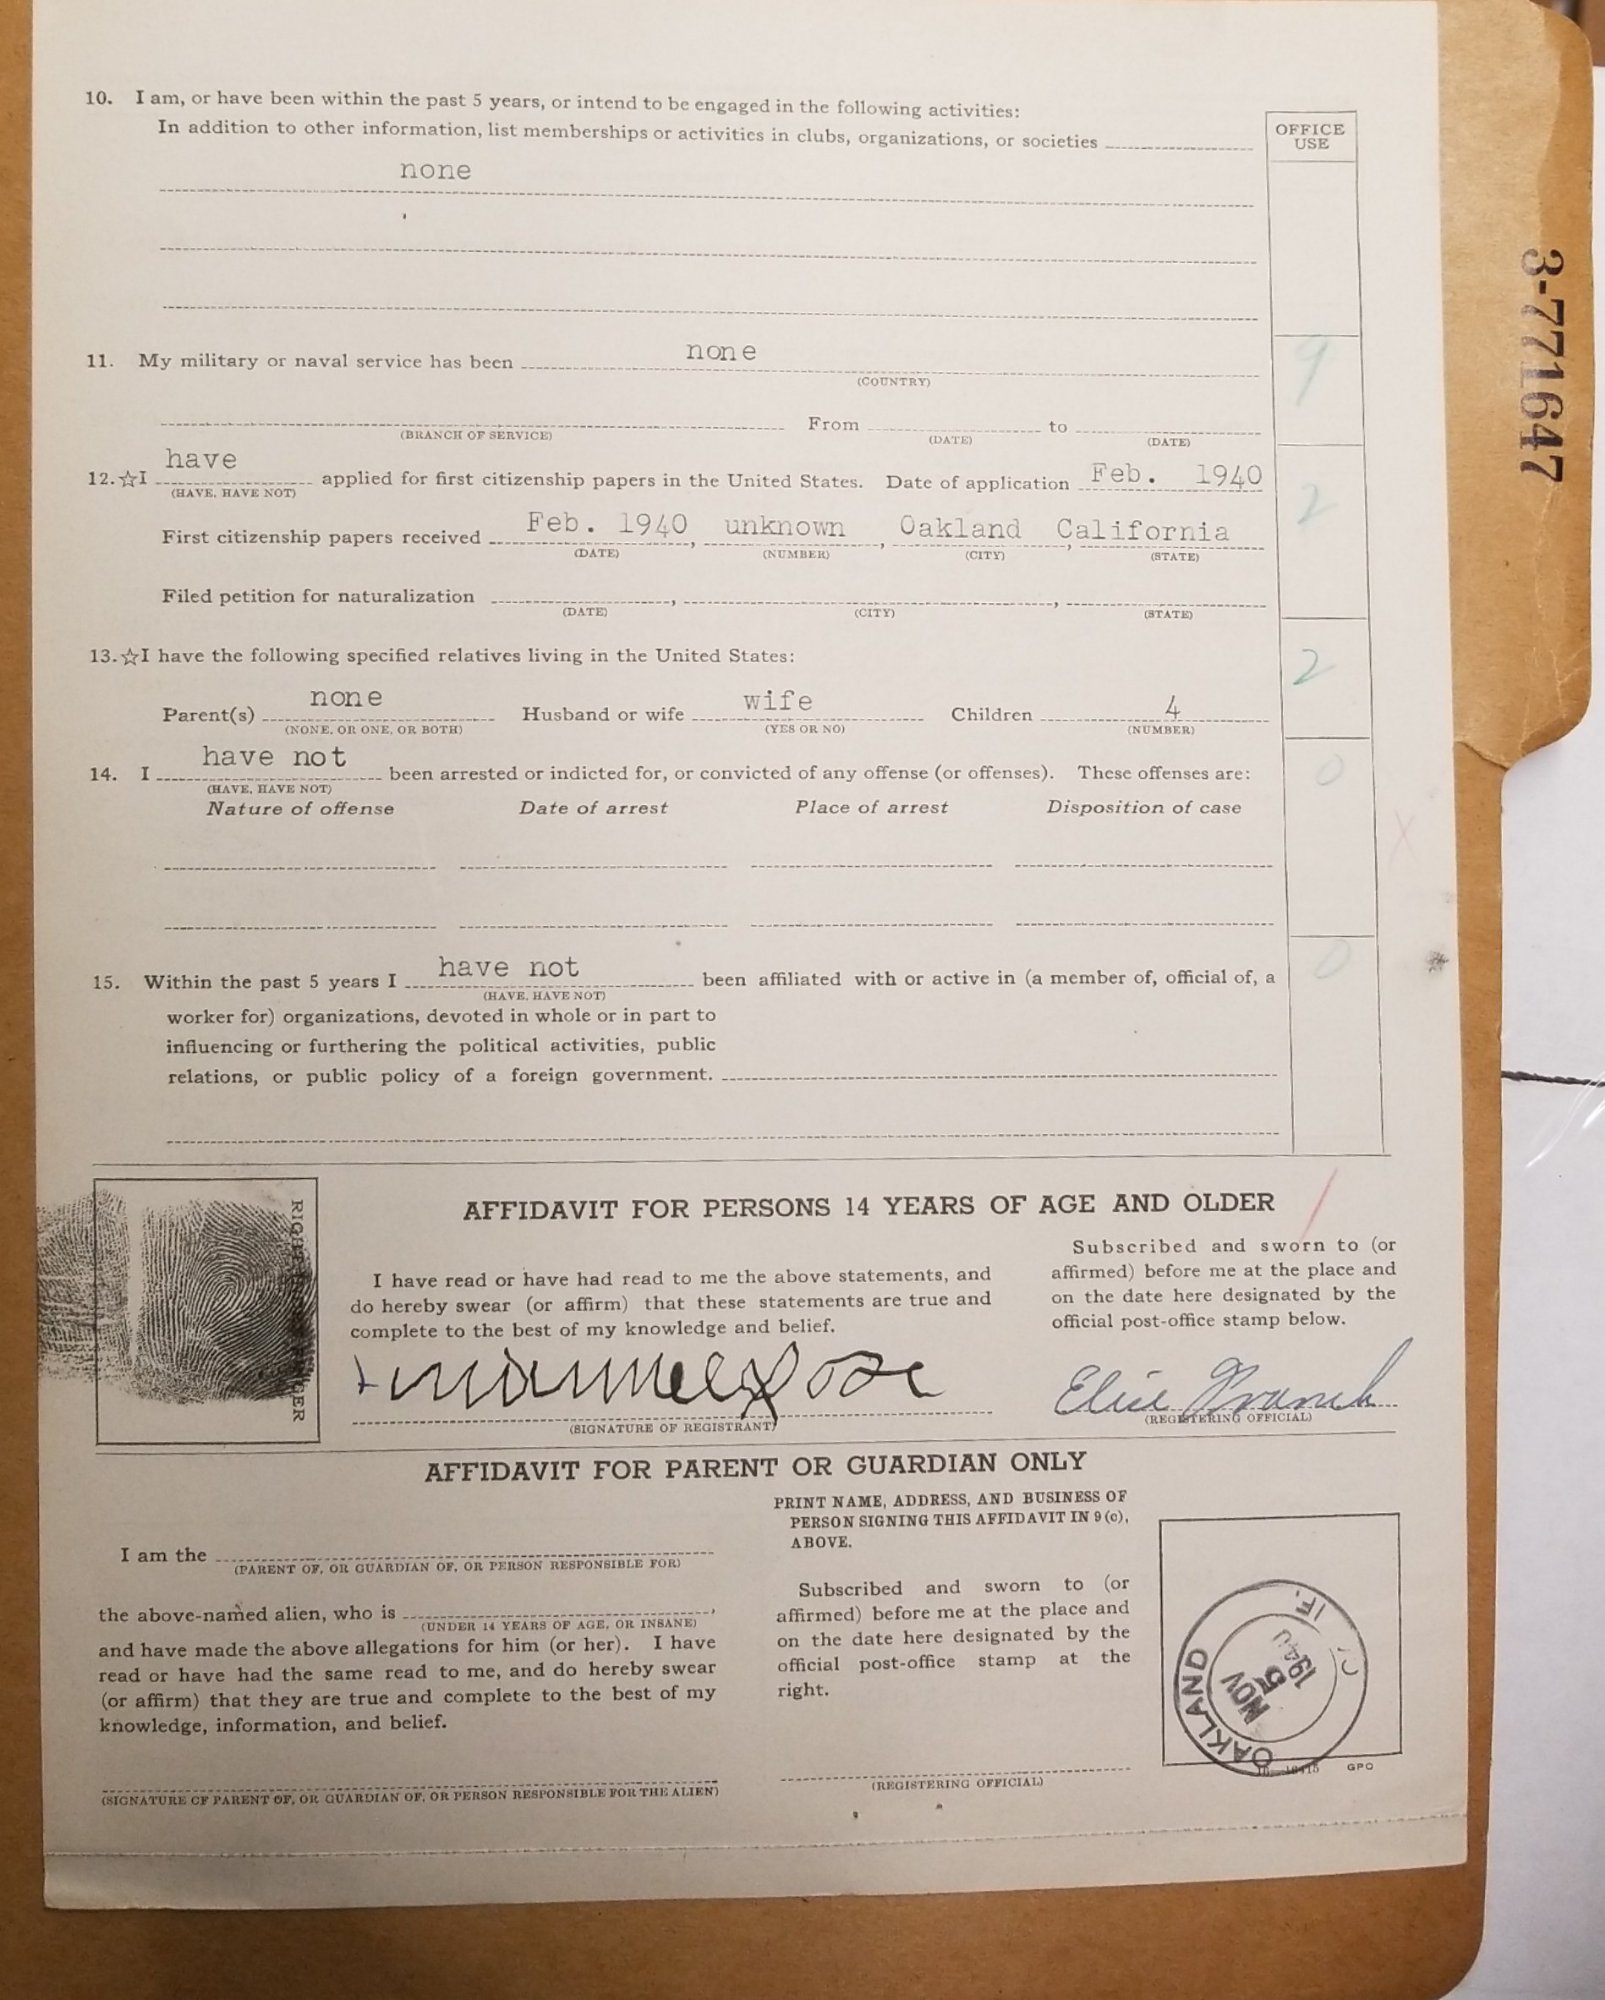 10. I am, or have been within the past 5 years, or intend to be engaged in the following activities:
In addition to other information, list memberships or activities in clubs, organizations, or societies
OFFICE USE
none
3-771647
11. My military or naval service has been none
(COUNTRY)
9
From to
(BRANCH OF SERVICE) (DATE) (DATE)
12. ☆I have applied for first citizenship papers in the United States. Date of application Feb. 1940
(HAVE, HAVE NOT)
2
First citizenship papers received Feb. 1940, unknown, Oakland, California
(DATE) (NUMBER) (CITY) (STATE)
Filed petition for naturalization , ,
(DATE) (CITY) (STATE)
13. ☆I have the following specified relatives living in the United States:
2
Parent(s) none Husband or wife wife Children 4
(NONE, OR ONE, OR BOTH) (YES OR NO) (NUMBER)
14. I have not been arrested or indicted for, or convicted of any offense (or offenses). These offenses are:
0
(HAVE, HAVE NOT)
Nature of offense Date of arrest Place of arrest Disposition of case
X
15. Within the past 5 years I have not been affiliated with or active in (a member of, official of, a
0
(HAVE, HAVE NOT)
worker for) organizations, devoted in whole or in part to
influencing or furthering the political activities, public
relations, or public policy of a foreign government.
AFFIDAVIT FOR PERSONS 14 YEARS OF AGE AND OLDER
I have read or have had read to me the above statements, and
do hereby swear (or affirm) that these statements are true and
complete to the best of my knowledge and belief.
Rose
(SIGNATURE OF REGISTRANT)
Subscribed and sworn to (or
affirmed) before me at the place and
on the date here designated by the
official post-office stamp below.
Elise
(REGISTERING OFFICIAL)
AFFIDAVIT FOR PARENT OR GUARDIAN ONLY
I am the
(PARENT OF, OR GUARDIAN OF, OR PERSON RESPONSIBLE FOR)
the above-named alien, who is ,
(UNDER 14 YEARS OF AGE, OR INSANE)
and have made the above allegations for him (or her). I have
read or have had the same read to me, and do hereby swear
(or affirm) that they are true and complete to the best of my
knowledge, information, and belief.
(SIGNATURE OF PARENT OF, OR GUARDIAN OF, OR PERSON RESPONSIBLE FOR THE ALIEN)
PRINT NAME, ADDRESS, AND BUSINESS OF
PERSON SIGNING THIS AFFIDAVIT IN 9 (c),
ABOVE.
Subscribed and sworn to (or
affirmed) before me at the place and
on the date here designated by the
official post-office stamp at the
right.
(REGISTERING OFFICIAL)
OAKLAND
NOV
5
1940
GPO